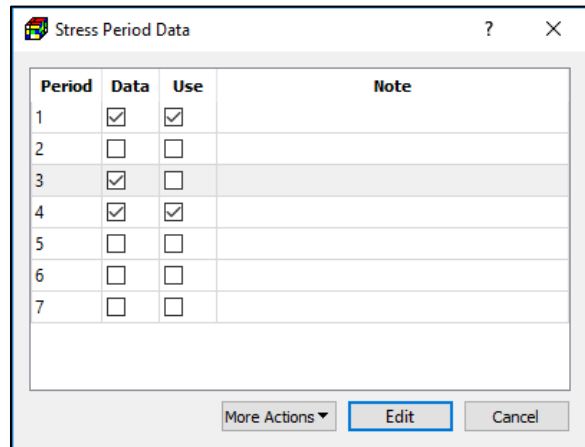 Stress Period Data ?
Period Data Use Note
1
2
3
4
5
6
7
More Actions Edit Cancel